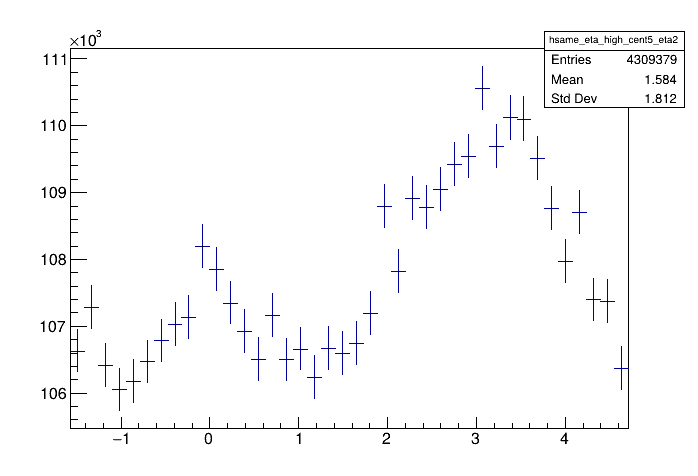 ×10³
hsame_eta_high_cent5_eta2
Entries 4309379
Mean 1.584
Std Dev 1.812
111
110
109
108
107
106
−1 0 1 2 3 4